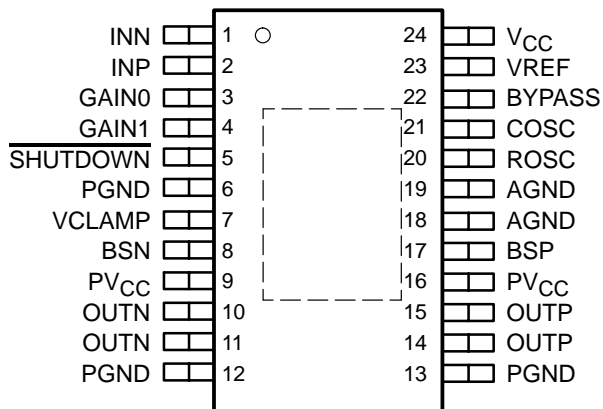 INN 1 24 VCC
INP 2 23 VREF
GAIN0 3 22 BYPASS
GAIN1 4 21 COSC
SHUTDOWN 5 20 ROSC
PGND 6 19 AGND
VCLAMP 7 18 AGND
BSN 8 17 BSP
PVCC 9 16 PVCC
OUTN 10 15 OUTP
OUTN 11 14 OUTP
PGND 12 13 PGND